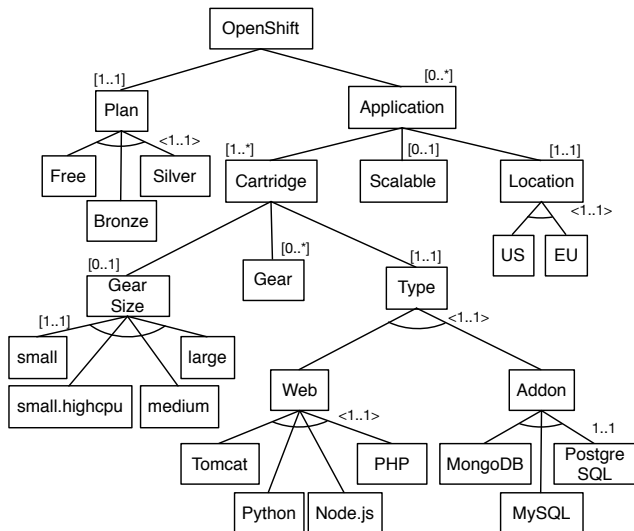 OpenShift
[1..1]
[0..*]
Plan
Application
<1..1>
[1..*]
[0..1]
[1..1]
Free
Silver
Cartridge
Scalable
Location
Bronze
<1..1>
[0..1]
[0..*]
[1..1]
US
EU
Gear
Size
Gear
Type
[1..1]
<1..1>
small
large
small.highcpu
medium
Web
Addon
<1..1>
1..1
Tomcat
PHP
MongoDB
Postgre
SQL
Python
Node.js
MySQL